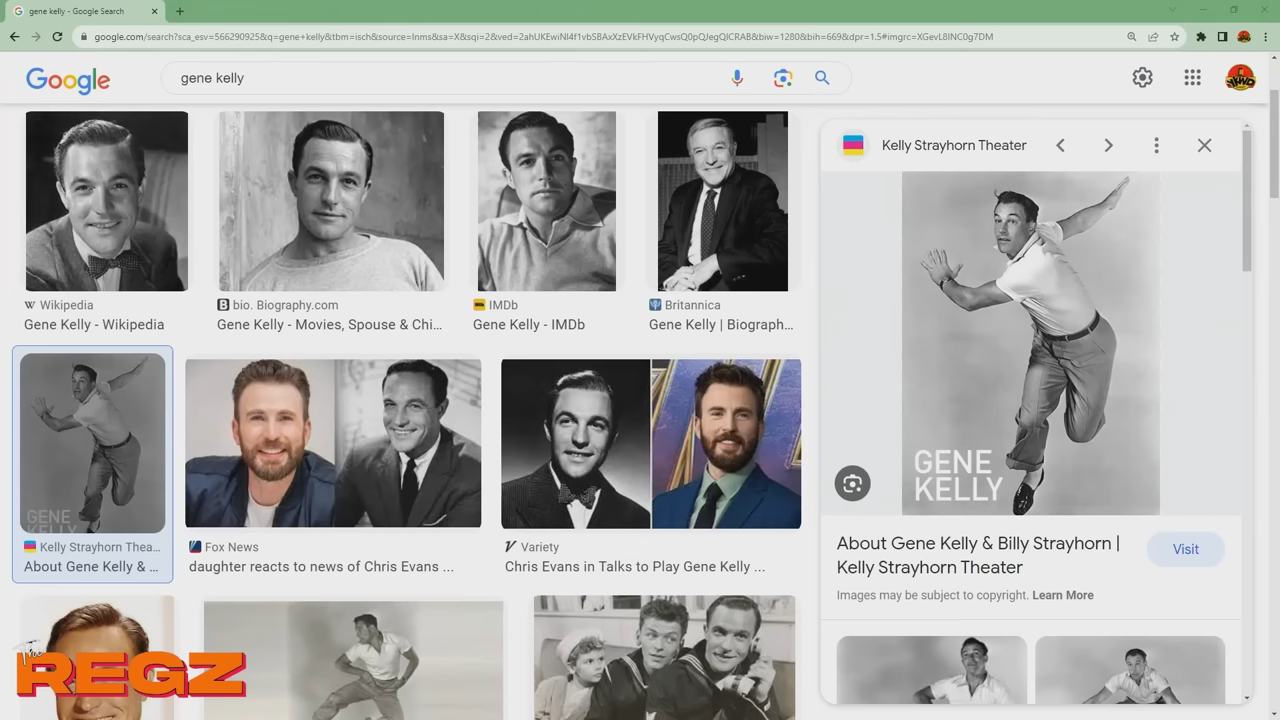 gene kelly - Google Search
google.com/search?sca_esv=566290925&q=gene+kelly&tbm=isch&source=lnms&sa=X&sqi=2&ved=2ahUKEwiNl4f1vbSBAxXzEVkFHVyqCwsQ0pQJegQICRAB&biw=1280&bih=669&dpr=1.5#imgrc=XGevL8lNC0g7DM
Google
gene kelly
YKWD
Kelly Strayhorn Theater
Wikipedia
Gene Kelly - Wikipedia
bio. Biography.com
Gene Kelly - Movies, Spouse & Chi...
IMDb
Gene Kelly - IMDb
Britannica
Gene Kelly | Biograph...
GENE
KELLY
GENE
KELLY
Kelly Strayhorn Thea...
About Gene Kelly & ...
Fox News
daughter reacts to news of Chris Evans ...
Variety
Chris Evans in Talks to Play Gene Kelly ...
About Gene Kelly & Billy Strayhorn |
Kelly Strayhorn Theater
Visit
Images may be subject to copyright. Learn More
The
REGZ